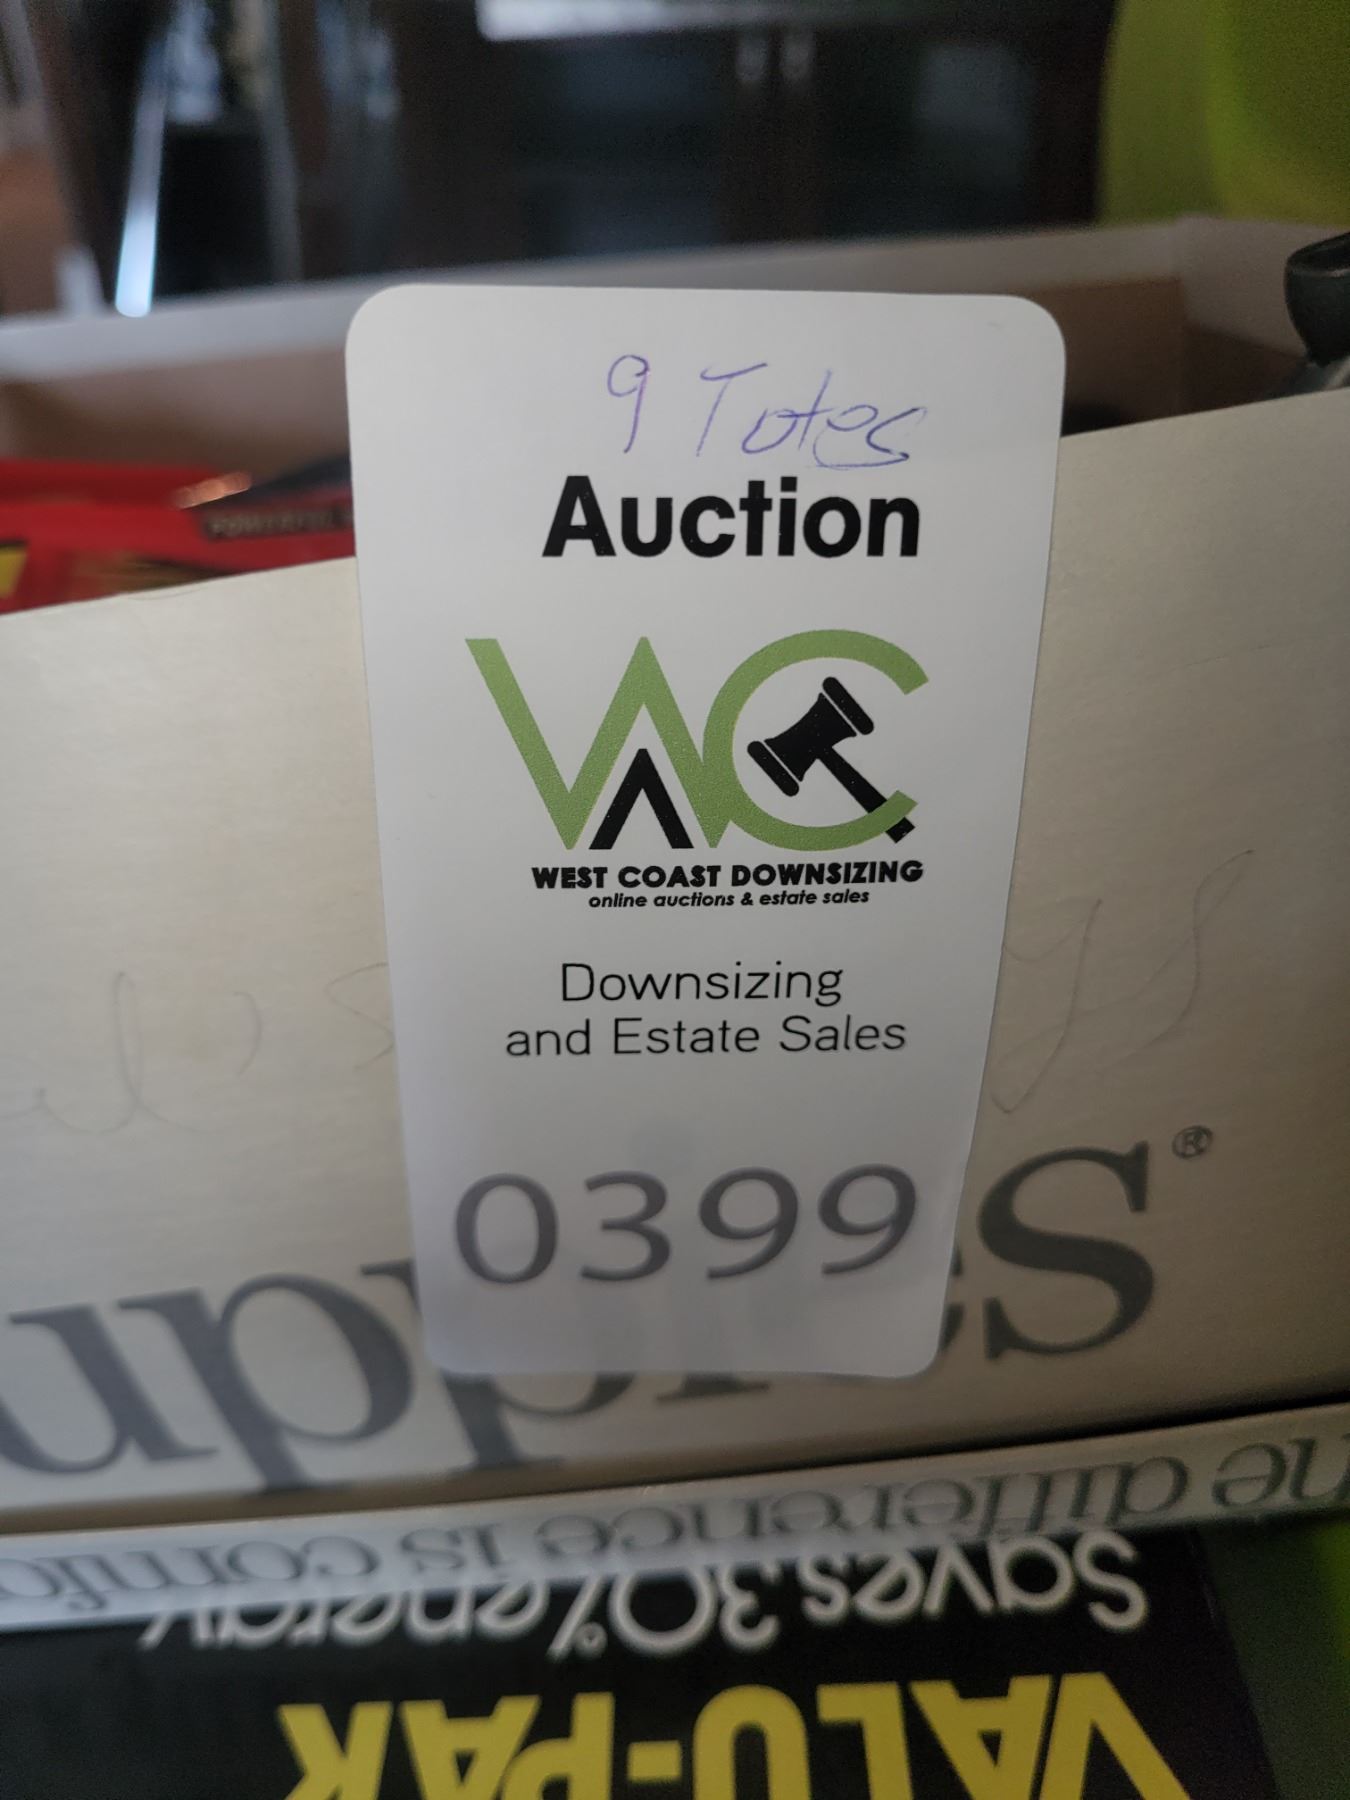 9 Totes
Auction
WAC
WEST COAST DOWNSIZING
online auctions & estate sales
Downsizing
and Estate Sales
0399
®
the difference is comfo
Saves 30% energy
VALU-PAK